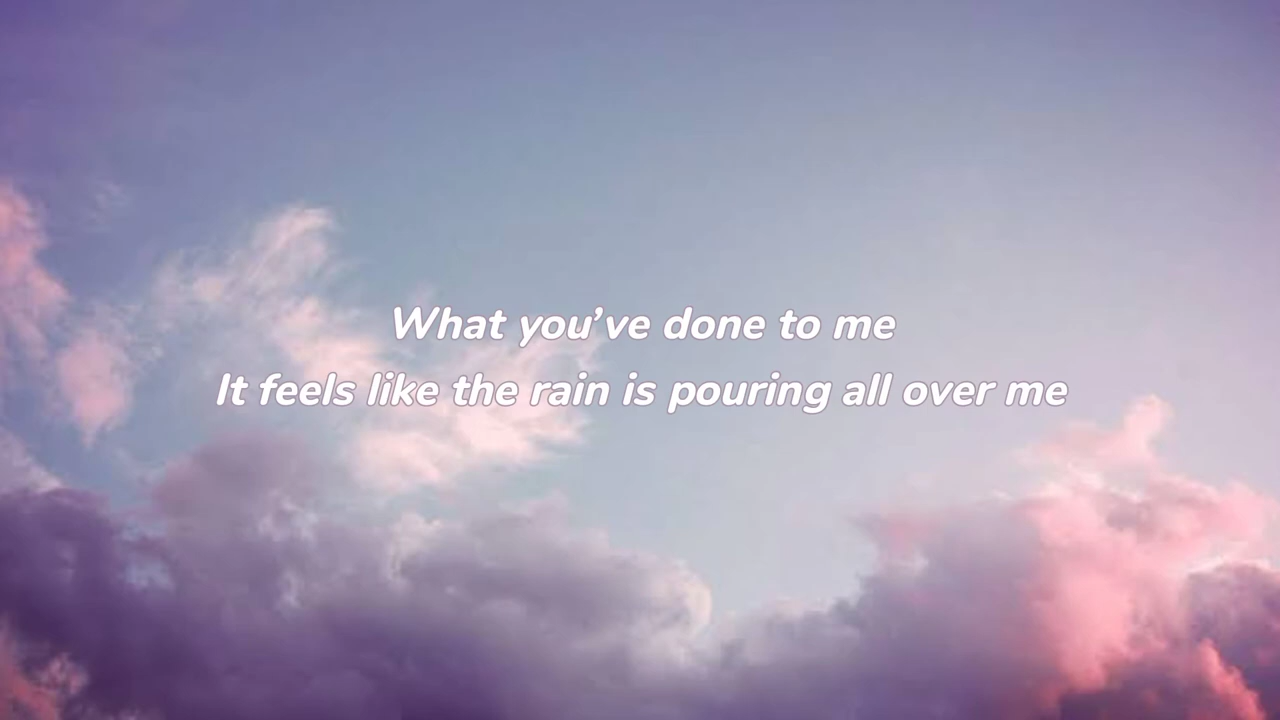 What you’ve done to me
It feels like the rain is pouring all over me